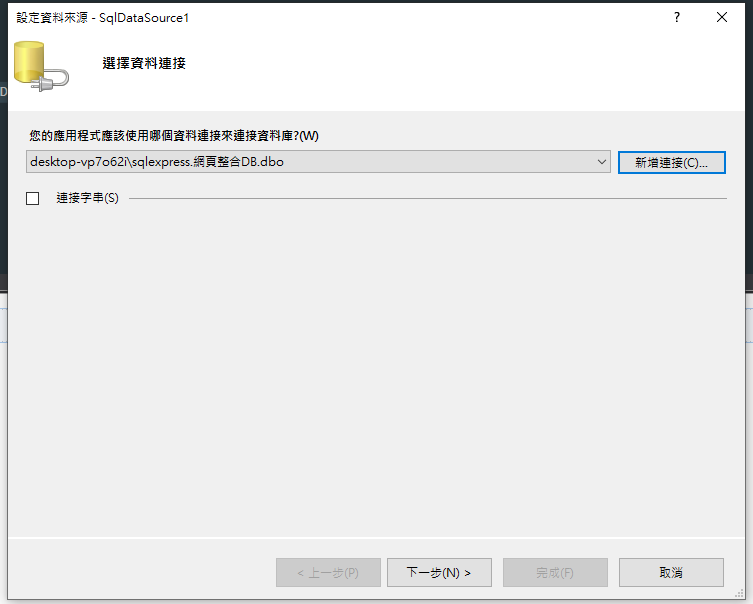 設定資料來源 - SqlDataSource1
?
選擇資料連接
D
您的應用程式應該使用哪個資料連接來連接資料庫?(W)
desktop-vp7o62i\sqlexpress.網頁整合DB.dbo
新增連接(C)...
連接字串(S)
< 上一步(P)
下一步(N) >
完成(F)
取消